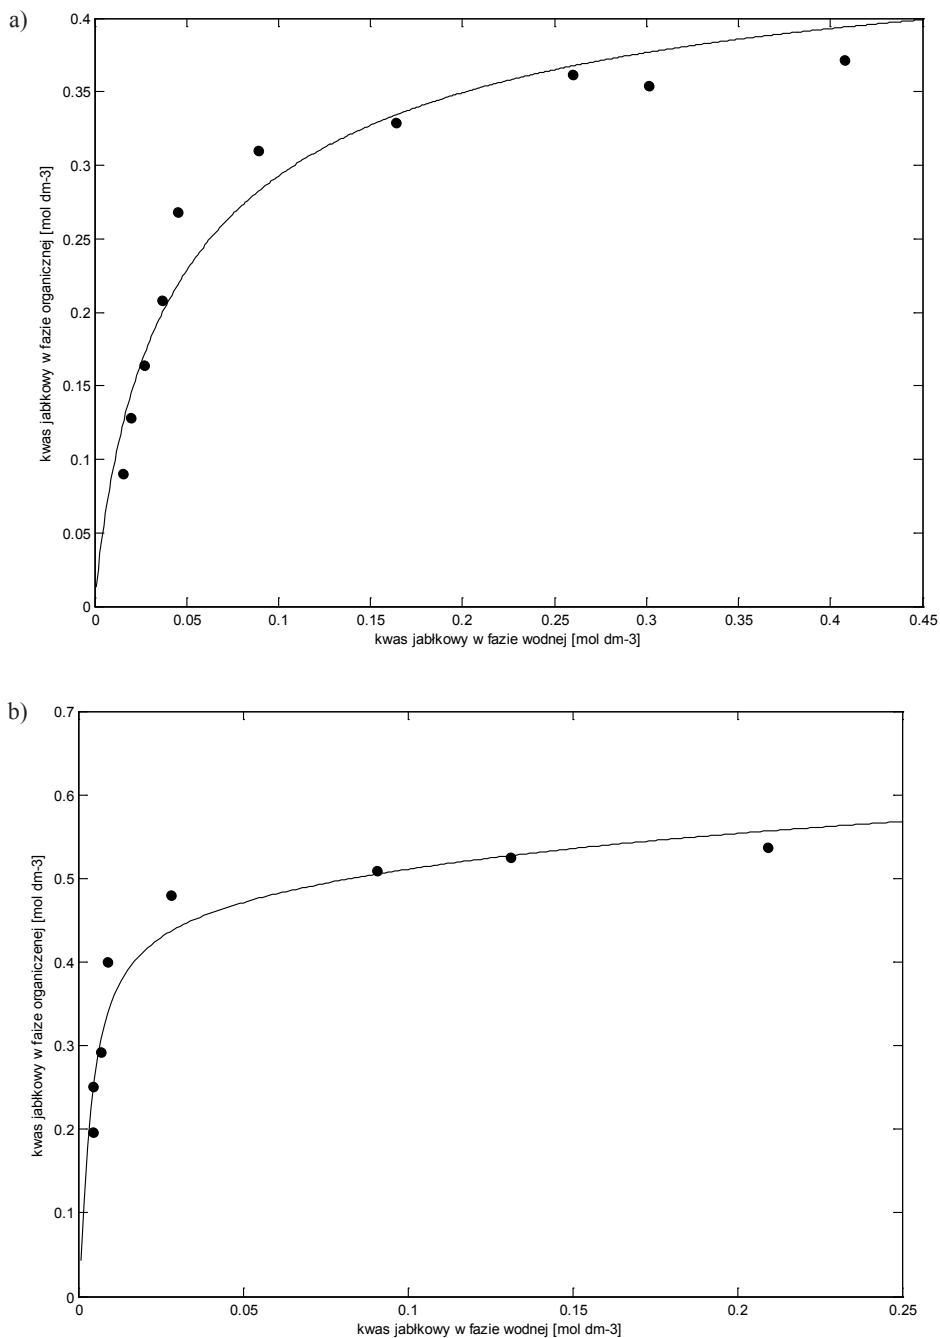 a)
0.4
0.35
0.3
0.25
0.2
0.15
0.1
0.05
0
kwas jabłkowy w fazie organicznej [mol dm-3]
0 0.05 0.1 0.15 0.2 0.25 0.3 0.35 0.4 0.45
kwas jabłkowy w fazie wodnej [mol dm-3]
b)
0.7
0.6
0.5
0.4
0.3
0.2
0.1
0
kwas jabłkowy w faize organiczenej [mol dm-3]
0 0.05 0.1 0.15 0.2 0.25
kwas jabłkowy w fazie wodnej [mol dm-3]